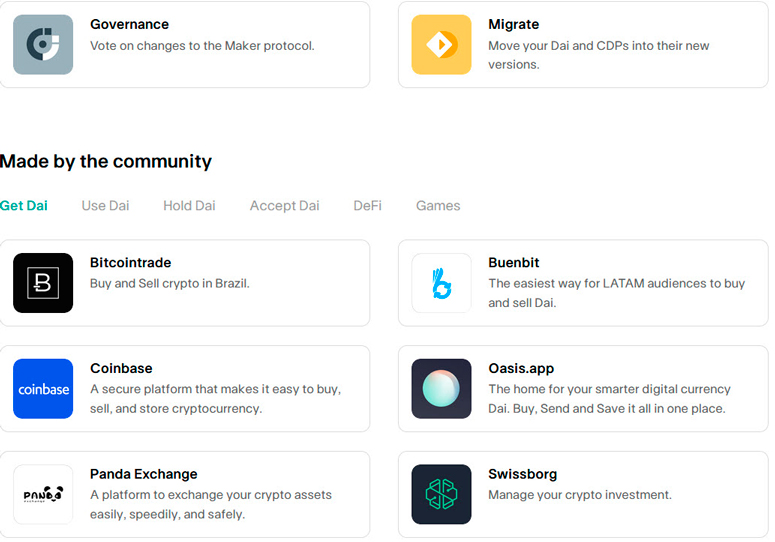 Governance
Vote on changes to the Maker protocol.
Migrate
Move your Dai and CDPs into their new
versions.
Made by the community
Get Dai Use Dai Hold Dai Accept Dai DeFi Games
Bitcointrade
Buy and Sell crypto in Brazil.
Buenbit
The easiest way for LATAM audiences to buy
and sell Dai.
coinbase
Coinbase
A secure platform that makes it easy to buy,
sell, and store cryptocurrency.
Oasis.app
The home for your smarter digital currency
Dai. Buy, Send and Save it all in one place.
PANDA
exchange
Panda Exchange
A platform to exchange your crypto assets
easily, speedily, and safely.
Swissborg
Manage your crypto investment.